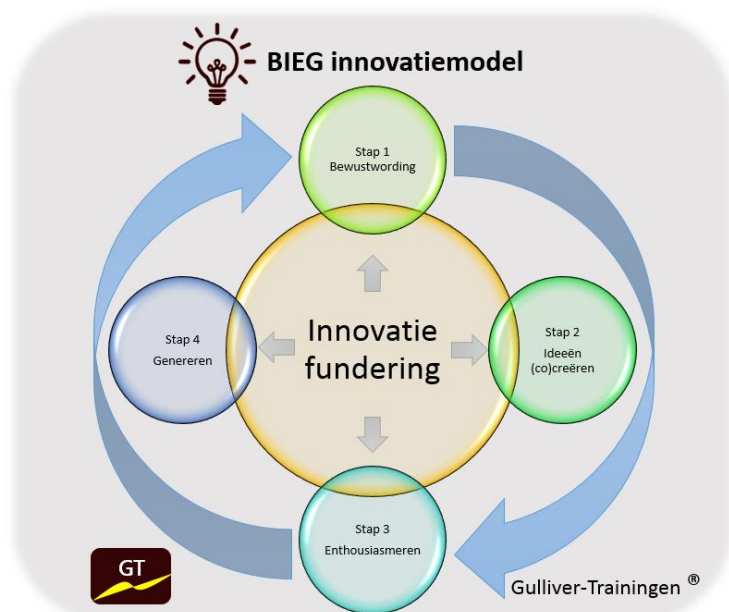 BIEG innovatiemodel
Stap 1
Bewustwording
Stap 4
Genereren
Innovatie
fundering
Stap 2
Ideeën
(co)creëren
Stap 3
Enthousiasmeren
GT
Gulliver-Trainingen ®